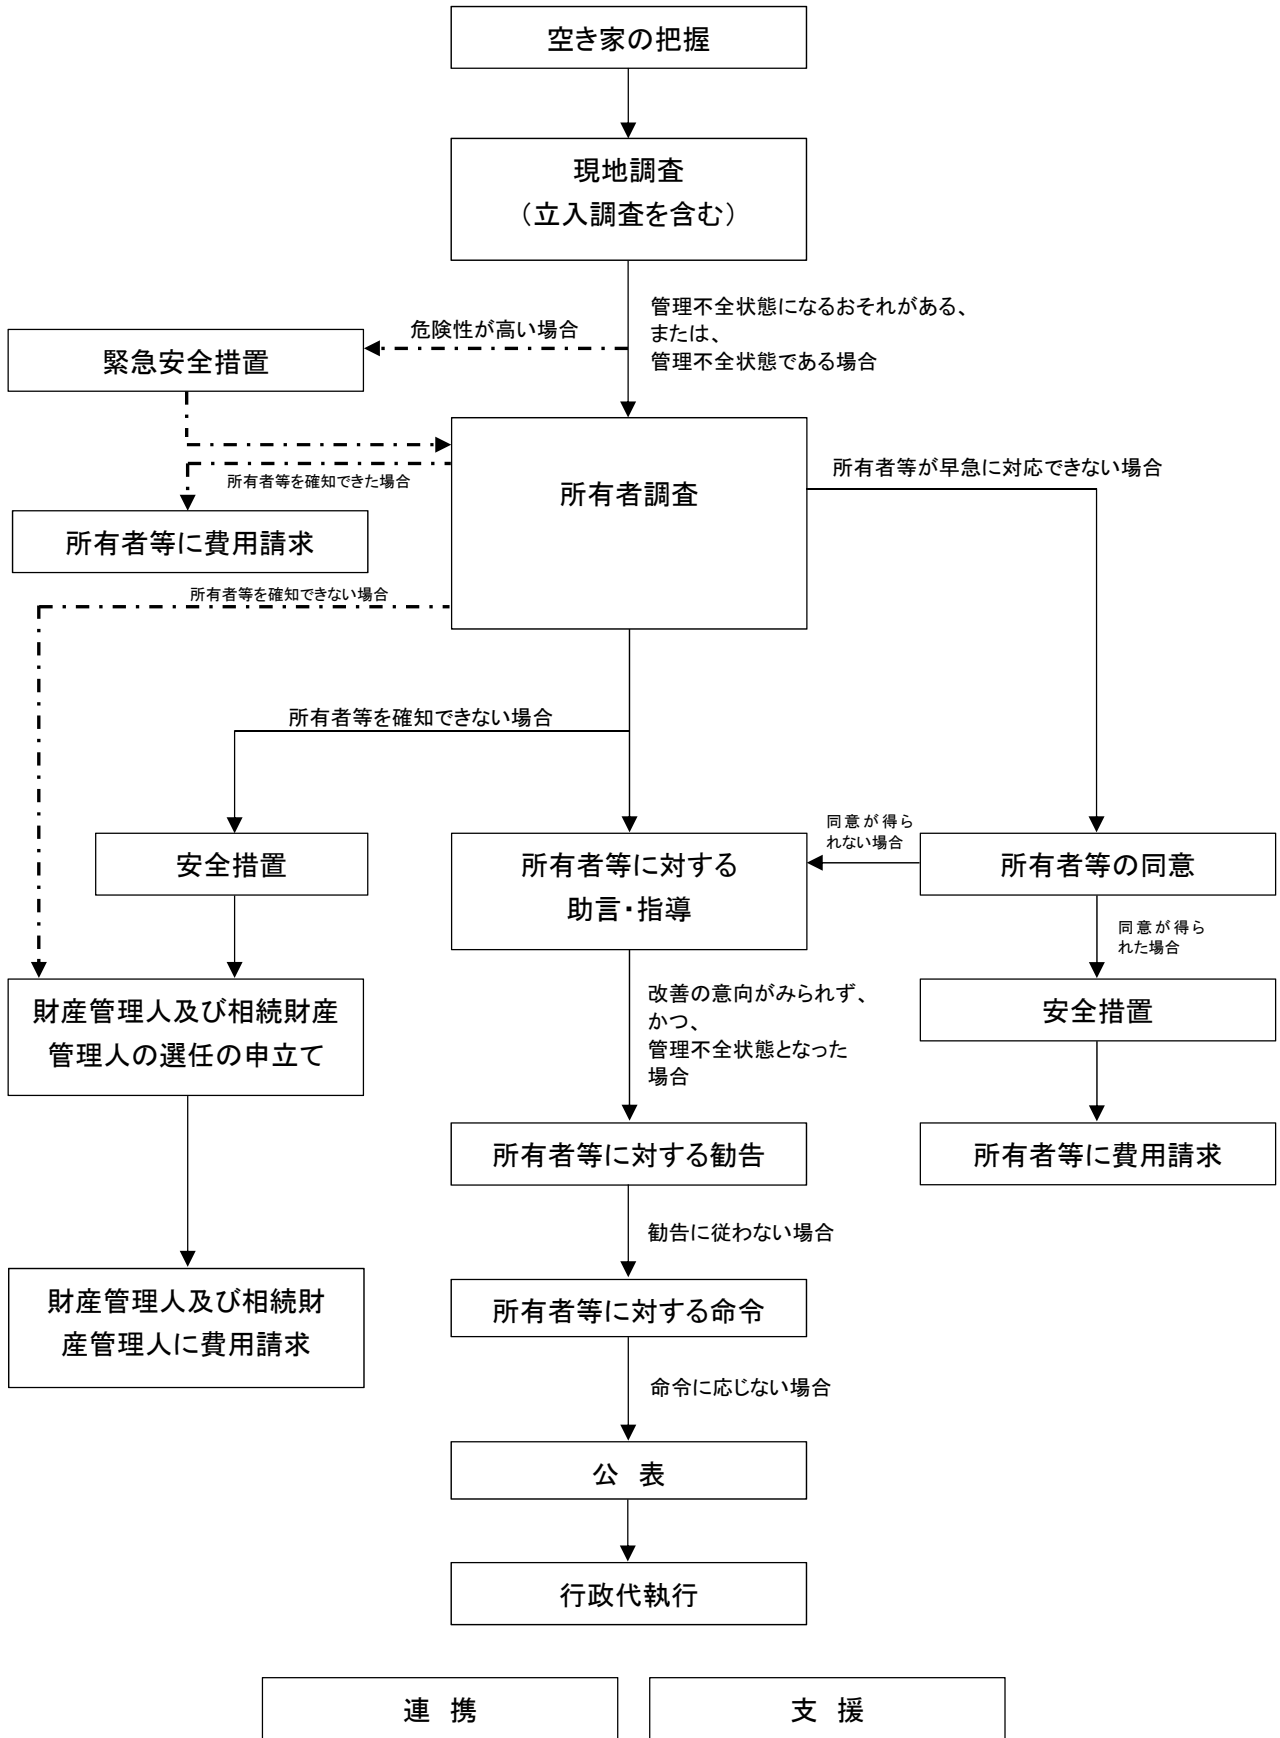 空き家の把握
現地調査
（立入調査を含む）
管理不全状態になるおそれがある、
または、
管理不全状態である場合
危険性が高い場合
緊急安全措置
所有者調査
所有者等が早急に対応できない場合
所有者等を確知できた場合
所有者等に費用請求
所有者等を確知できない場合
所有者等を確知できない場合
安全措置
所有者等に対する
助言・指導
同意が得ら
れない場合
所有者等の同意
同意が得ら
れた場合
財産管理人及び相続財産
管理人の選任の申立て
改善の意向がみられず、
かつ、
管理不全状態となった
場合
安全措置
所有者等に対する勧告
所有者等に費用請求
勧告に従わない場合
財産管理人及び相続財
産管理人に費用請求
所有者等に対する命令
命令に応じない場合
公 表
行政代執行
連 携
支 援